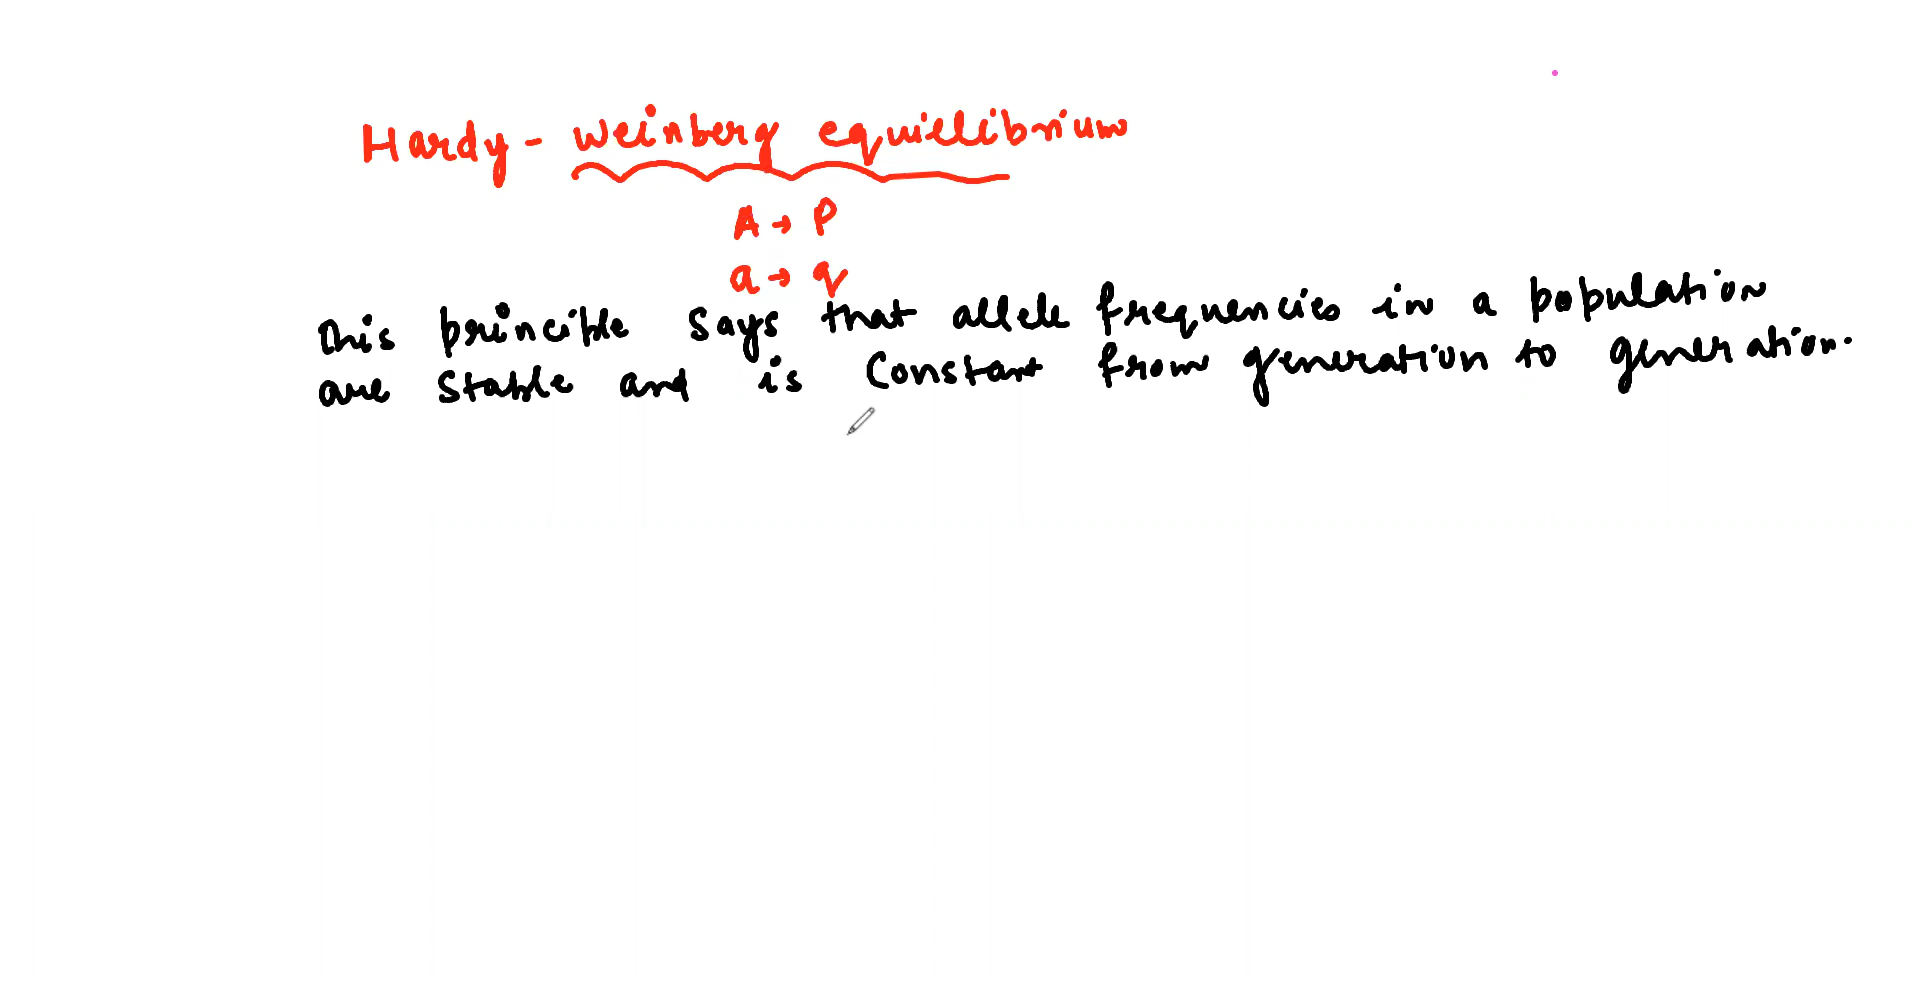 Hardy - Weinberg equielibrium
A → P
a → q
This principle says that allele frequencies in a population
are stable and is constant from generation to generation.